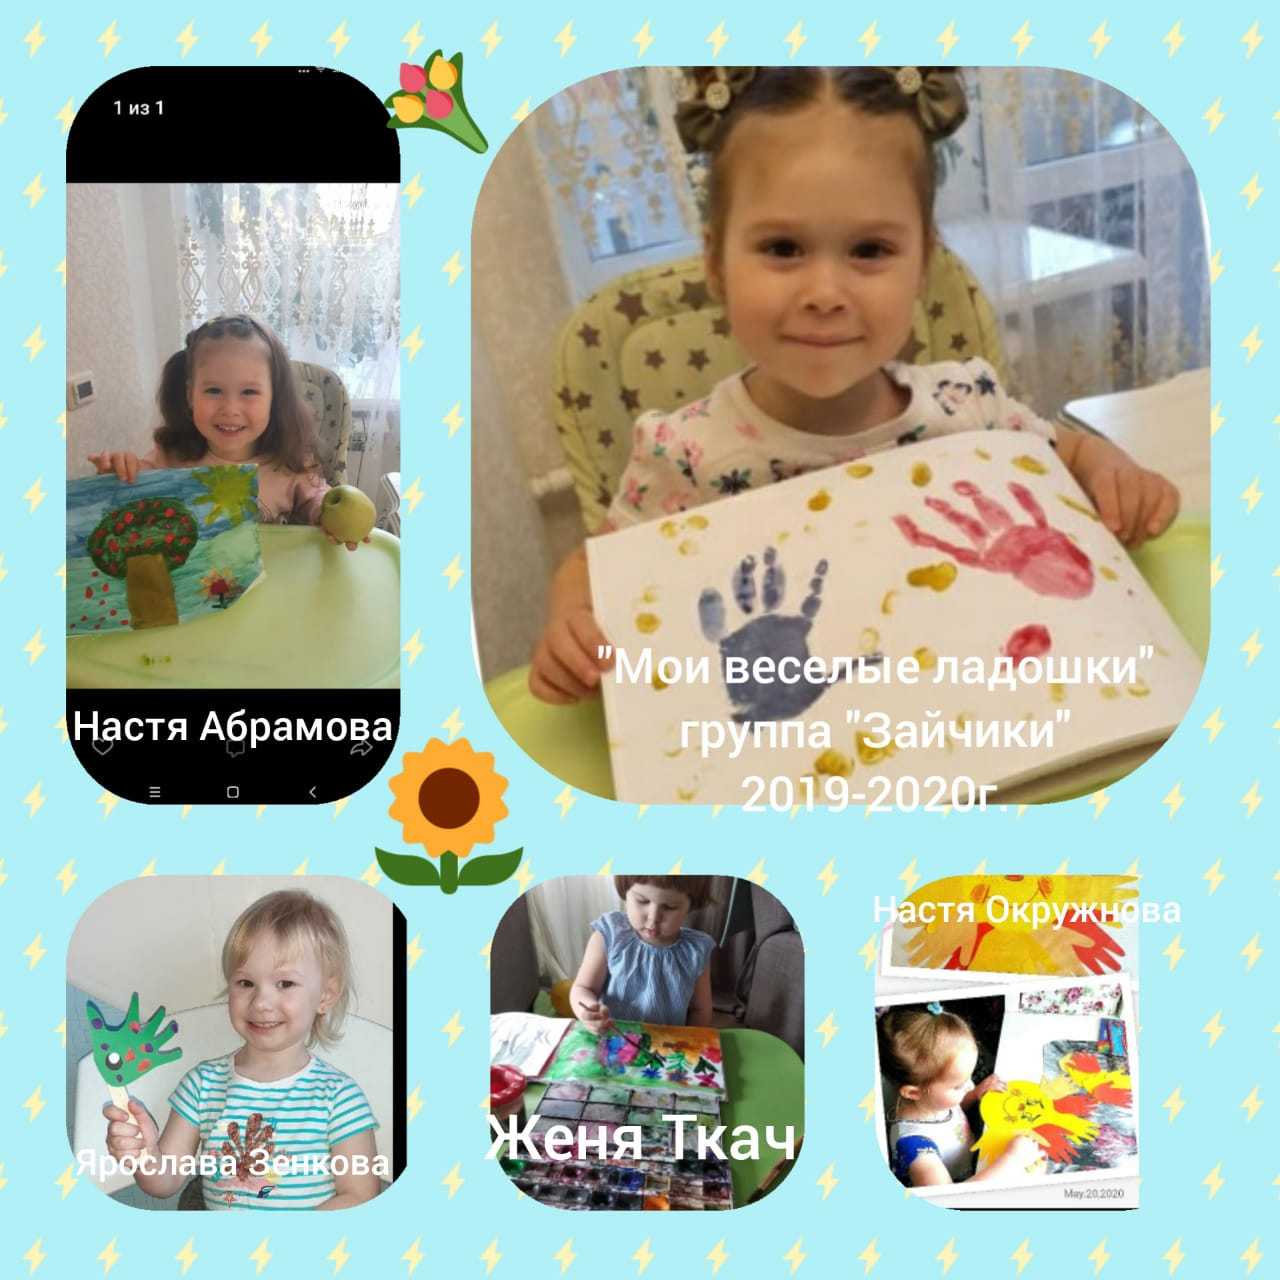 1 из 1
Настя Абрамова
"Мои веселые ладошки"
группа "Зайчики"
2019-2020г.
Настя Окружнова
Ярослава Зенкова
Женя Ткач
May.20,2020